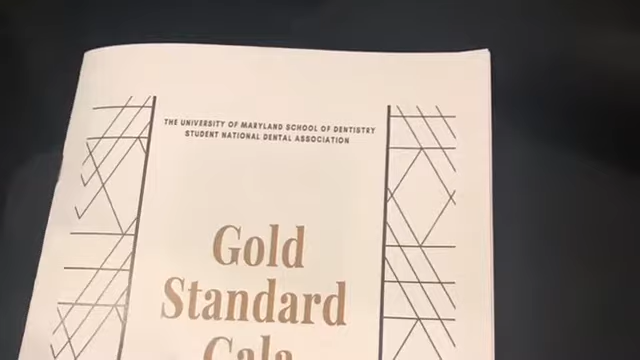 THE UNIVERSITY OF MARYLAND SCHOOL OF DENTISTRY
STUDENT NATIONAL DENTAL ASSOCIATION
Gold
Standard
Gala